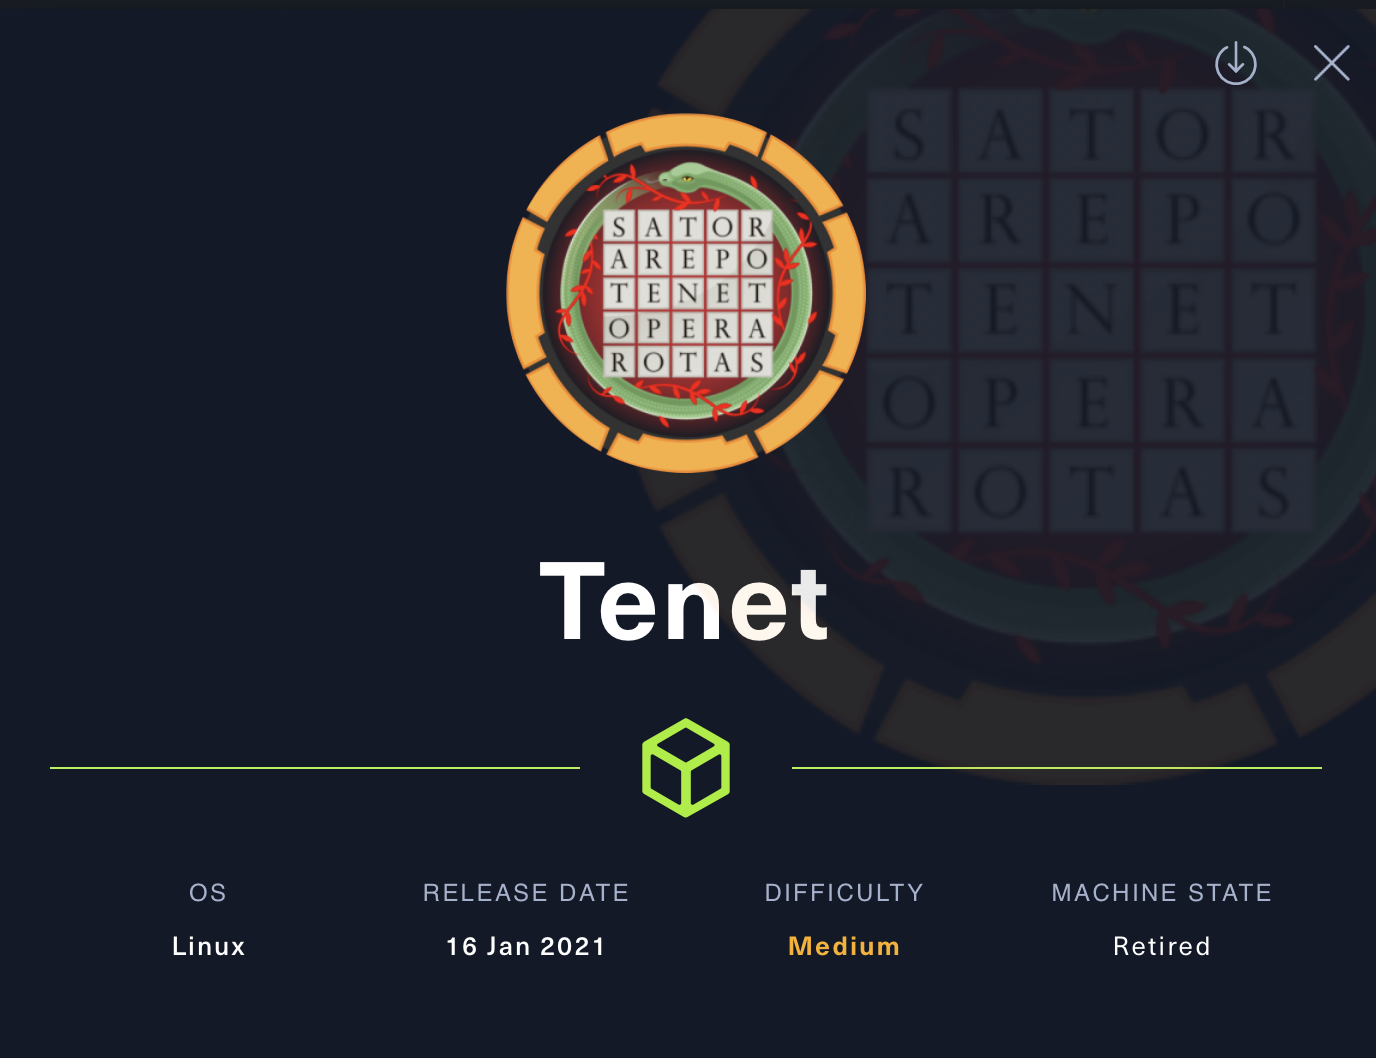 S A T O R
A R E P O
T E N E T
O P E R A
R O T A S
S A T O R
A R E P O
T E N E T
O P E R A
R O T A S
Tenet
OS RELEASE DATE DIFFICULTY MACHINE STATE
Linux 16 Jan 2021 Medium Retired